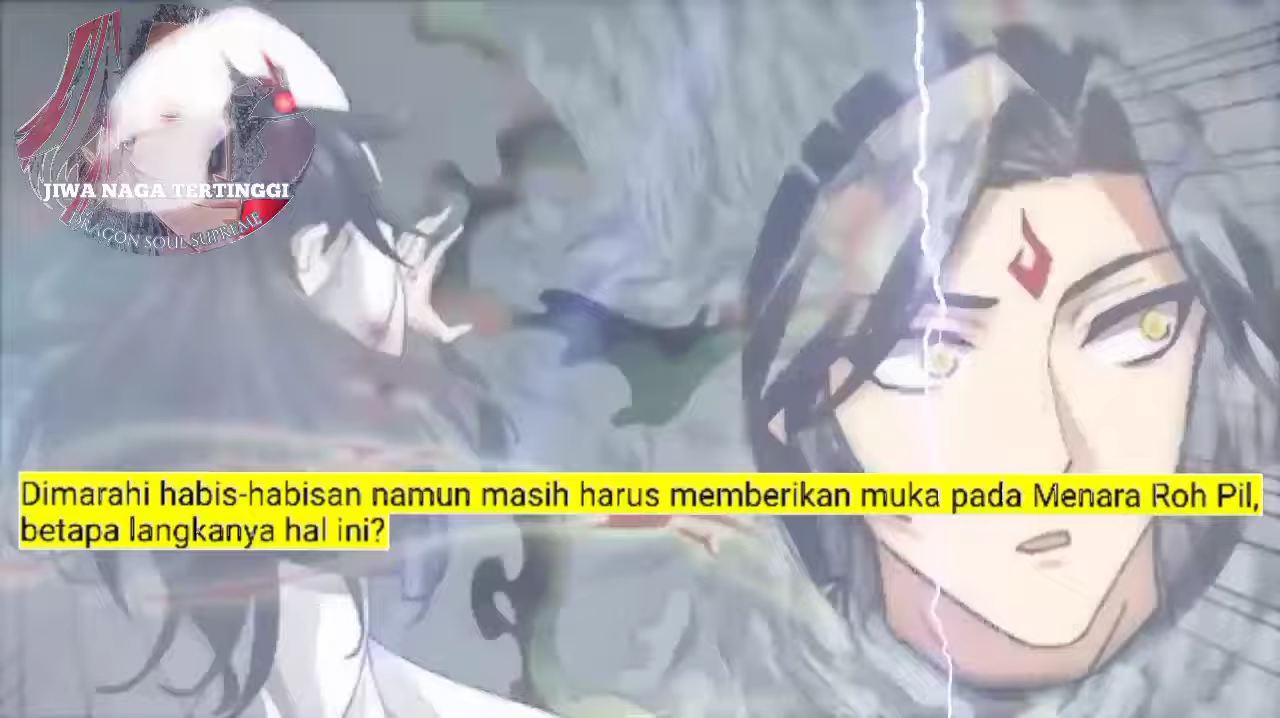 JIWA NAGA TERTINGGI
DRAGON SOUL SUPREME
Dimarahi habis-habisan namun masih harus memberikan muka pada Menara Roh Pil,
betapa langkanya hal ini?